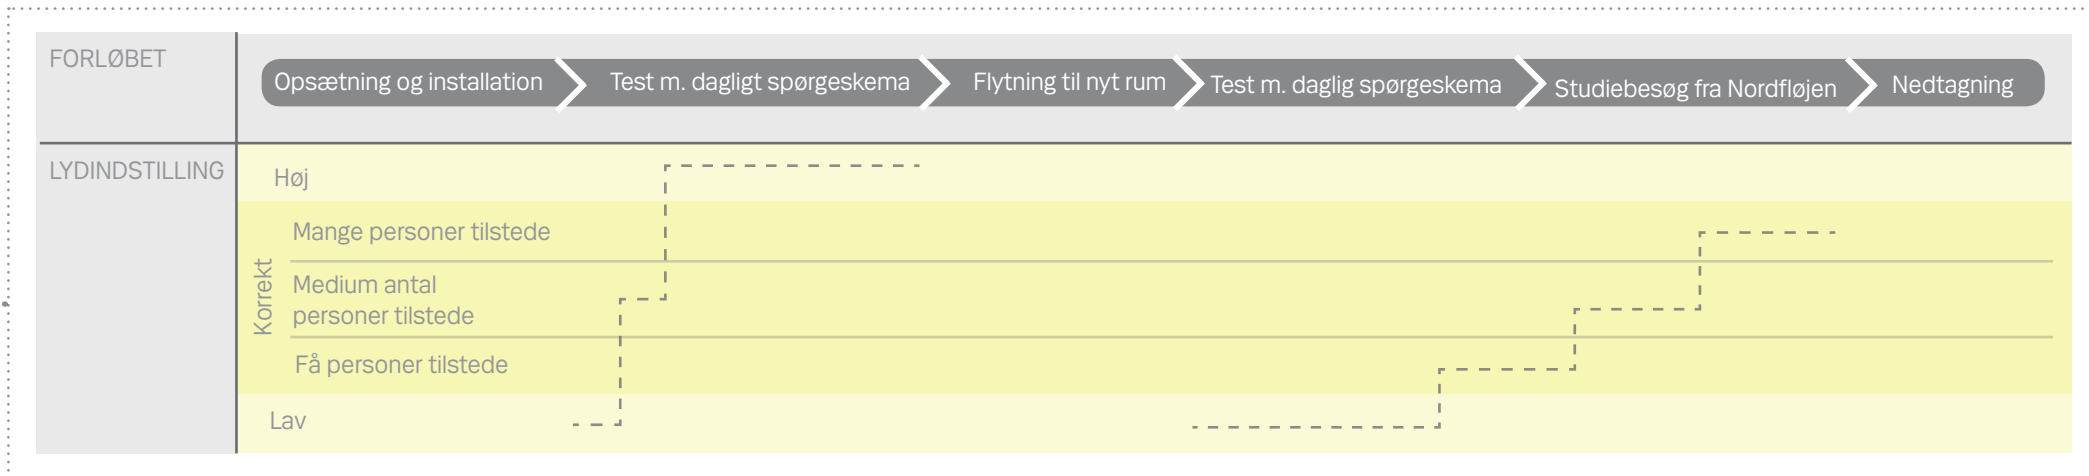 FORLØBET
Opsætning og installation
Test m. dagligt spørgeskema
Flytning til nyt rum
Test m. daglig spørgeskema
Studiebesøg fra Nordfløjen
Nedtagning
LYDINDSTILLING
Høj
Korrekt
Mange personer tilstede
Medium antal
personer tilstede
Få personer tilstede
Lav